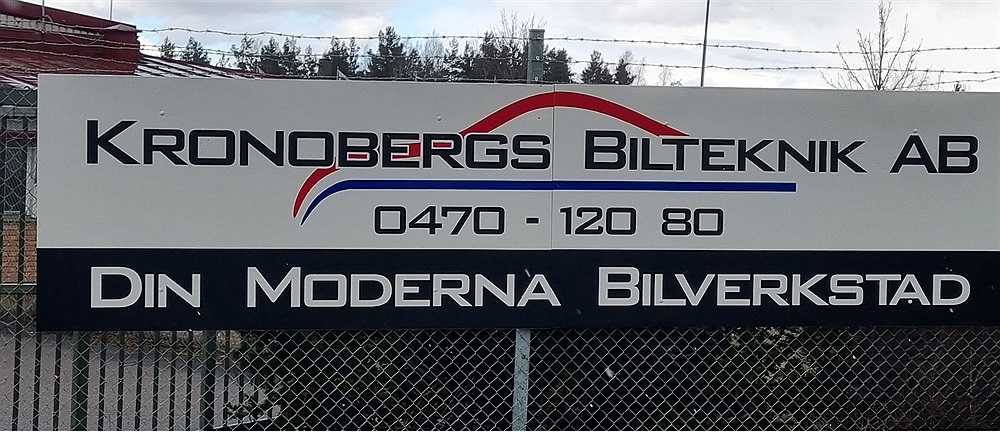 KRONOBERGS BILTEKNIK AB
0470 - 120 80
DIN MODERNA BILVERKSTAD